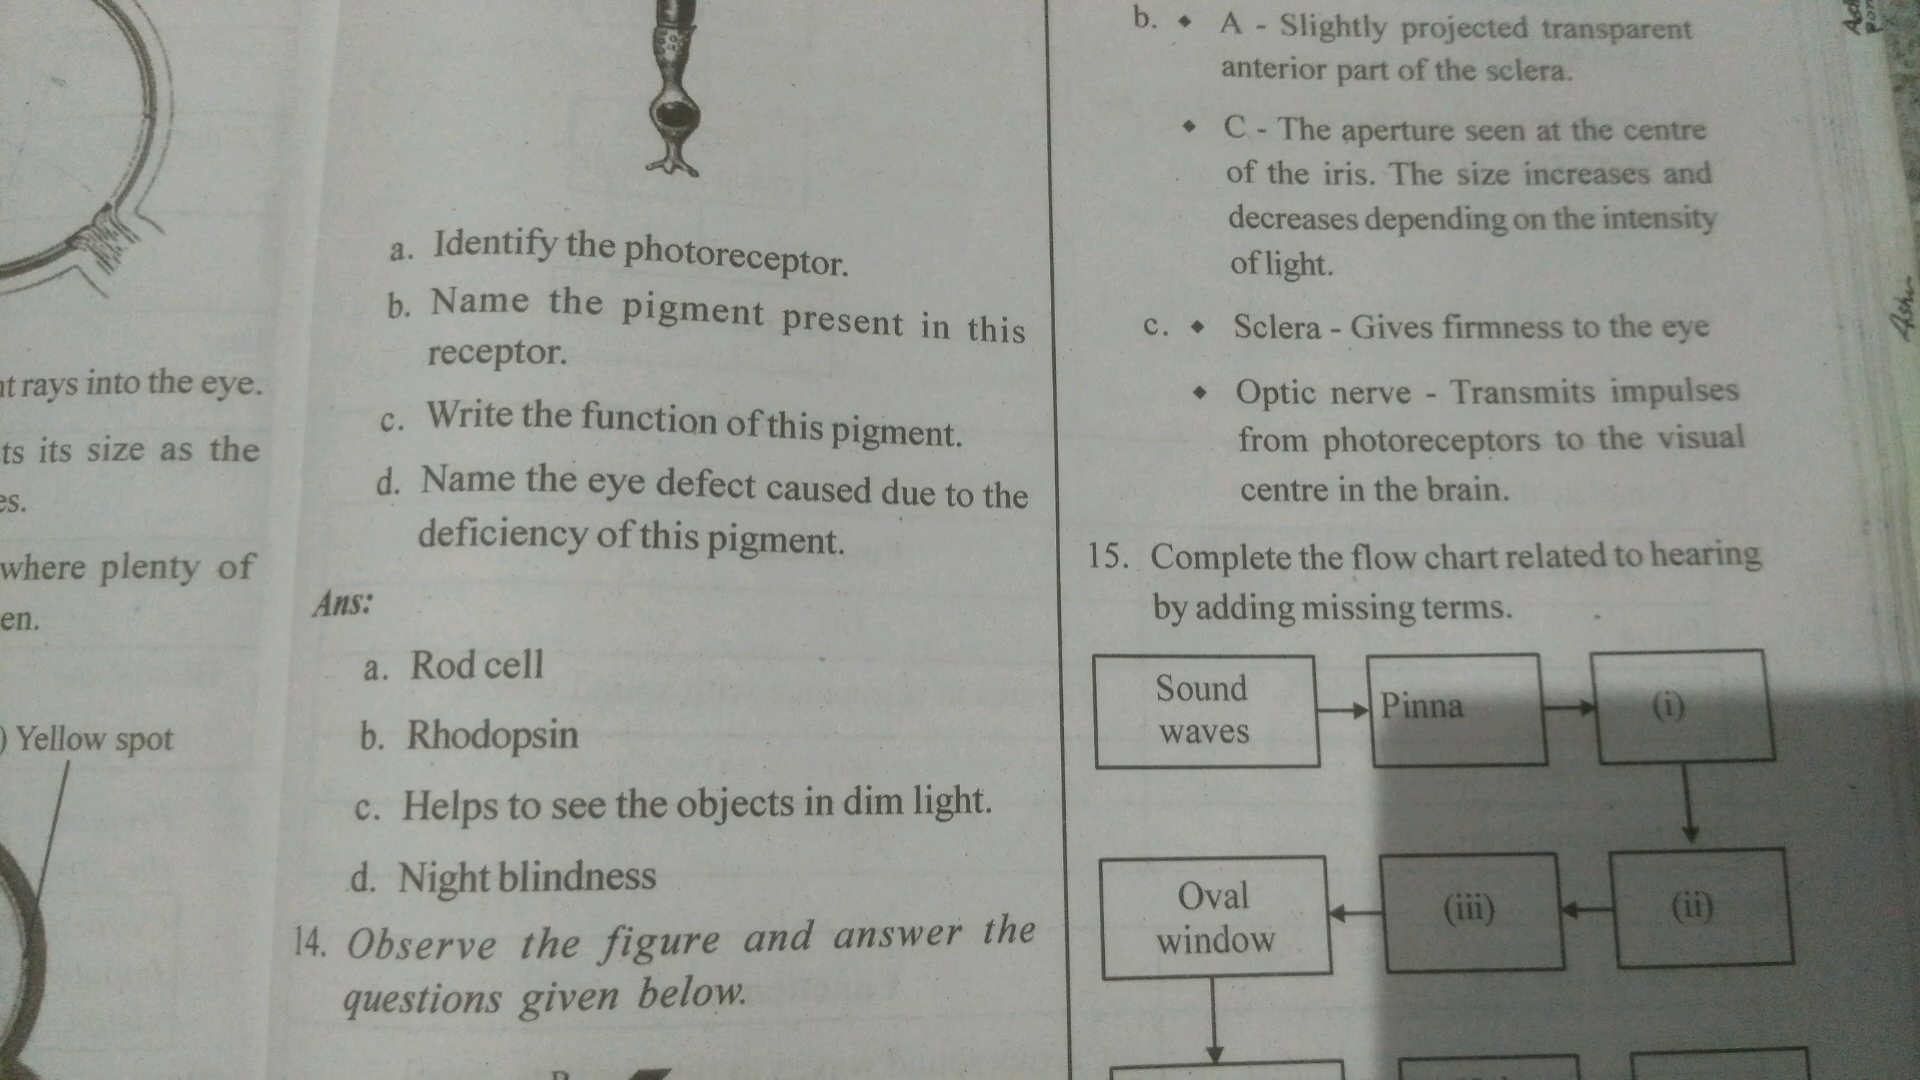 t rays into the eye.
ts its size as the
es.
where plenty of
en.
) Yellow spot
a. Identify the photoreceptor.
b. Name the pigment present in this
receptor.
c. Write the function of this pigment.
d. Name the eye defect caused due to the
deficiency of this pigment.
Ans:
a. Rod cell
b. Rhodopsin
c. Helps to see the objects in dim light.
d. Night blindness
14. Observe the figure and answer the
questions given below.
b. ◆ A - Slightly projected transparent
anterior part of the sclera.
◆ C - The aperture seen at the centre
of the iris. The size increases and
decreases depending on the intensity
of light.
c. ◆ Sclera - Gives firmness to the eye
◆ Optic nerve - Transmits impulses
from photoreceptors to the visual
centre in the brain.
15. Complete the flow chart related to hearing
by adding missing terms.
Sound
waves
Pinna
(i)
(ii)
(iii)
Oval
window